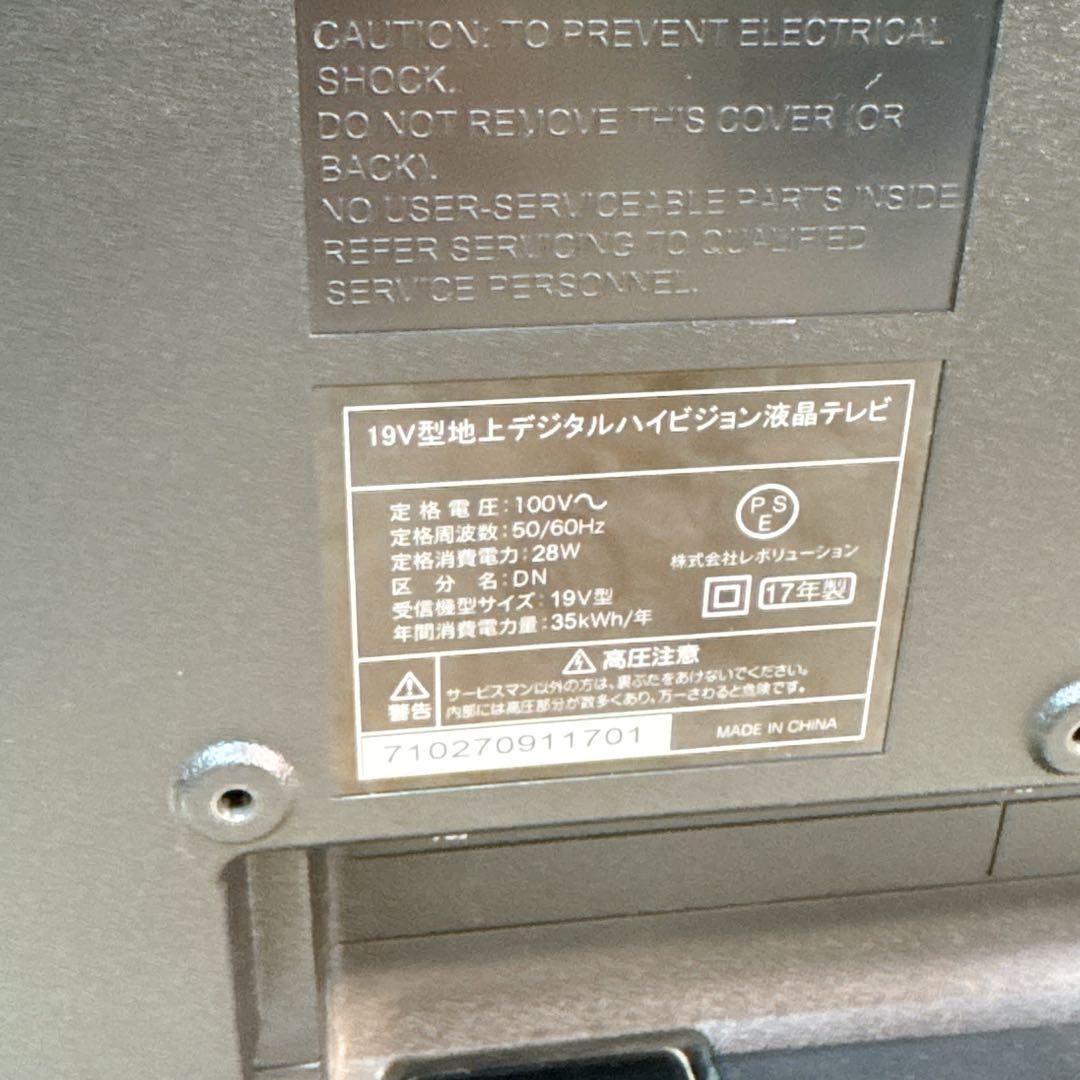 CAUTION: TO PREVENT ELECTRICAL
SHOCK.
DO NOT REMOVE THIS COVER (OR
BACK).
NO USER-SERVICEABLE PARTS INSIDE
REFER SERVICING TO QUALIFIED
SERVICE PERSONNEL.
19V型地上デジタルハイビジョン液晶テレビ
定格電圧:100V〜
定格周波数:50/60Hz
定格消費電力:28W
区分名:DN
受信機型サイズ:19V型
年間消費電力量:35kWh/年
PSE
株式会社レボリューション
17年製
高圧注意
警告
サービスマン以外の方は、裏ぶたをあけないでください。
内部には高圧部分が数多くあり、万一さわると危険です。
710270911701
MADE IN CHINA